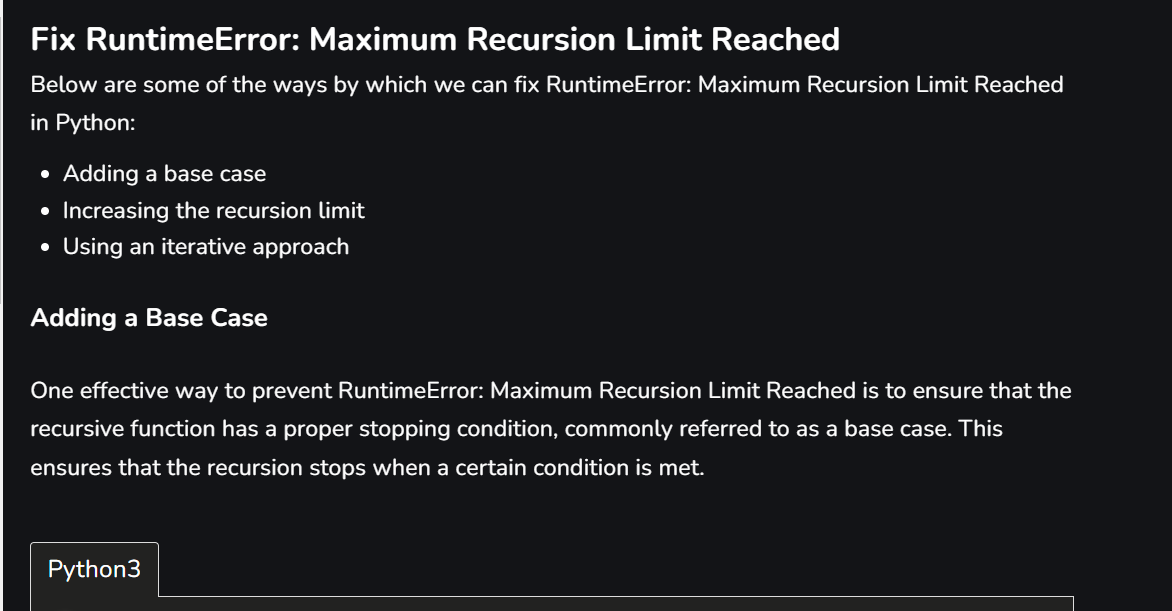 Fix RuntimeError: Maximum Recursion Limit Reached
Below are some of the ways by which we can fix RuntimeError: Maximum Recursion Limit Reached
in Python:
• Adding a base case
• Increasing the recursion limit
• Using an iterative approach
Adding a Base Case
One effective way to prevent RuntimeError: Maximum Recursion Limit Reached is to ensure that the
recursive function has a proper stopping condition, commonly referred to as a base case. This
ensures that the recursion stops when a certain condition is met.
Python3